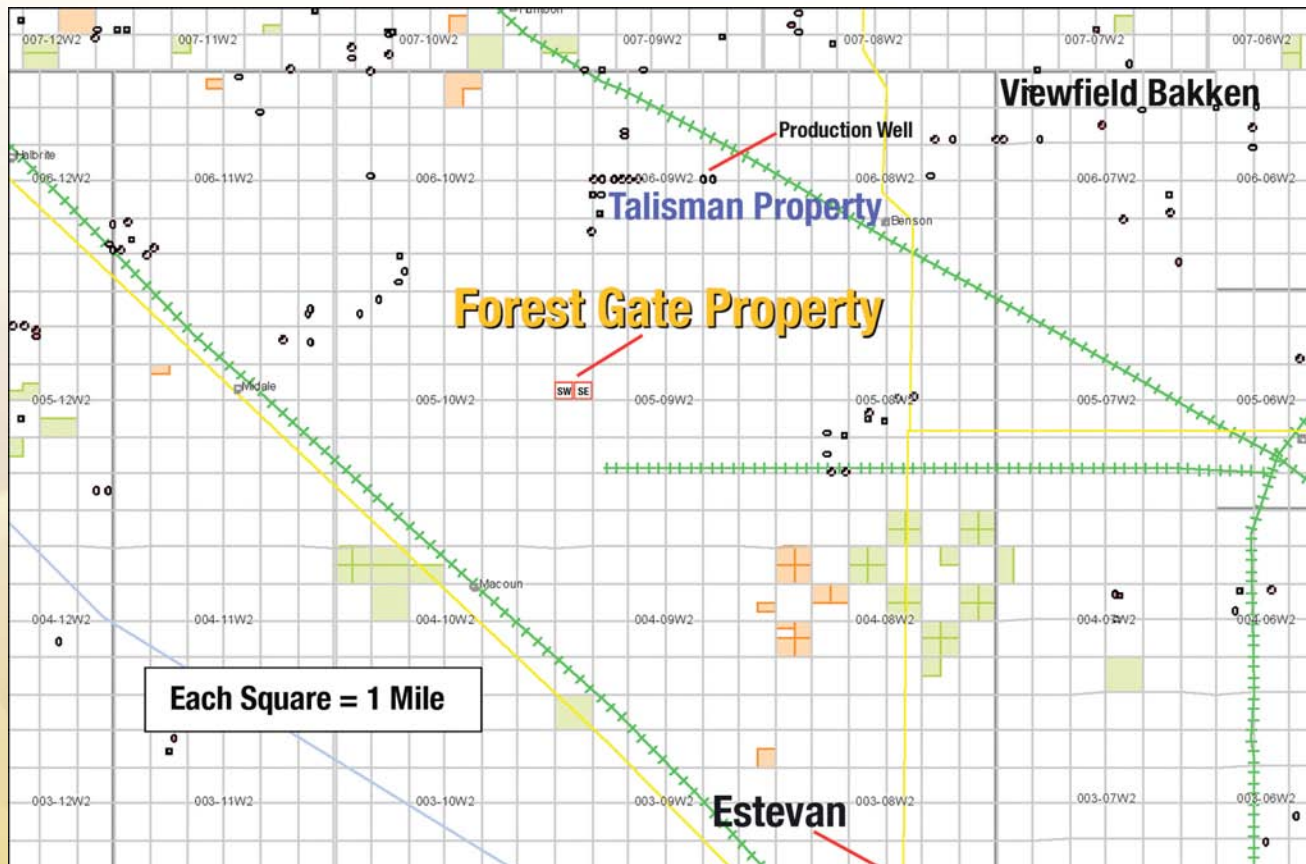 Huntoon
007-12W2 007-11W2 007-10W2 007-09W2 007-08W2 007-07W2 007-06W2
Viewfield Bakken
Production Well
Halbrite
006-12W2 006-11W2 006-10W2 006-09W2 006-08W2 006-07W2 006-06W2
Talisman Property
Benson
Forest Gate Property
Midale
SW SE
005-12W2 005-11W2 005-10W2 005-09W2 005-08W2 005-07W2 005-06W2
Macoun
004-12W2 004-11W2 004-10W2 004-09W2 004-08W2 004-07W2 004-06W2
Each Square = 1 Mile
003-12W2 003-11W2 003-10W2 003-09W2 003-08W2 003-07W2 003-06W2
Estevan